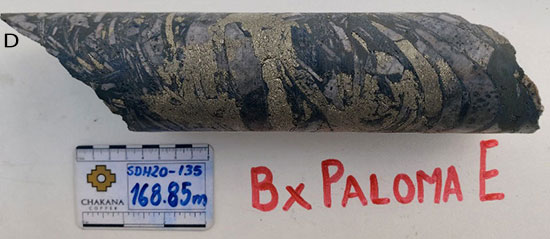 D
SDH20-135
168.85m
CHAKANA
COPPER
Bx PALOMA E